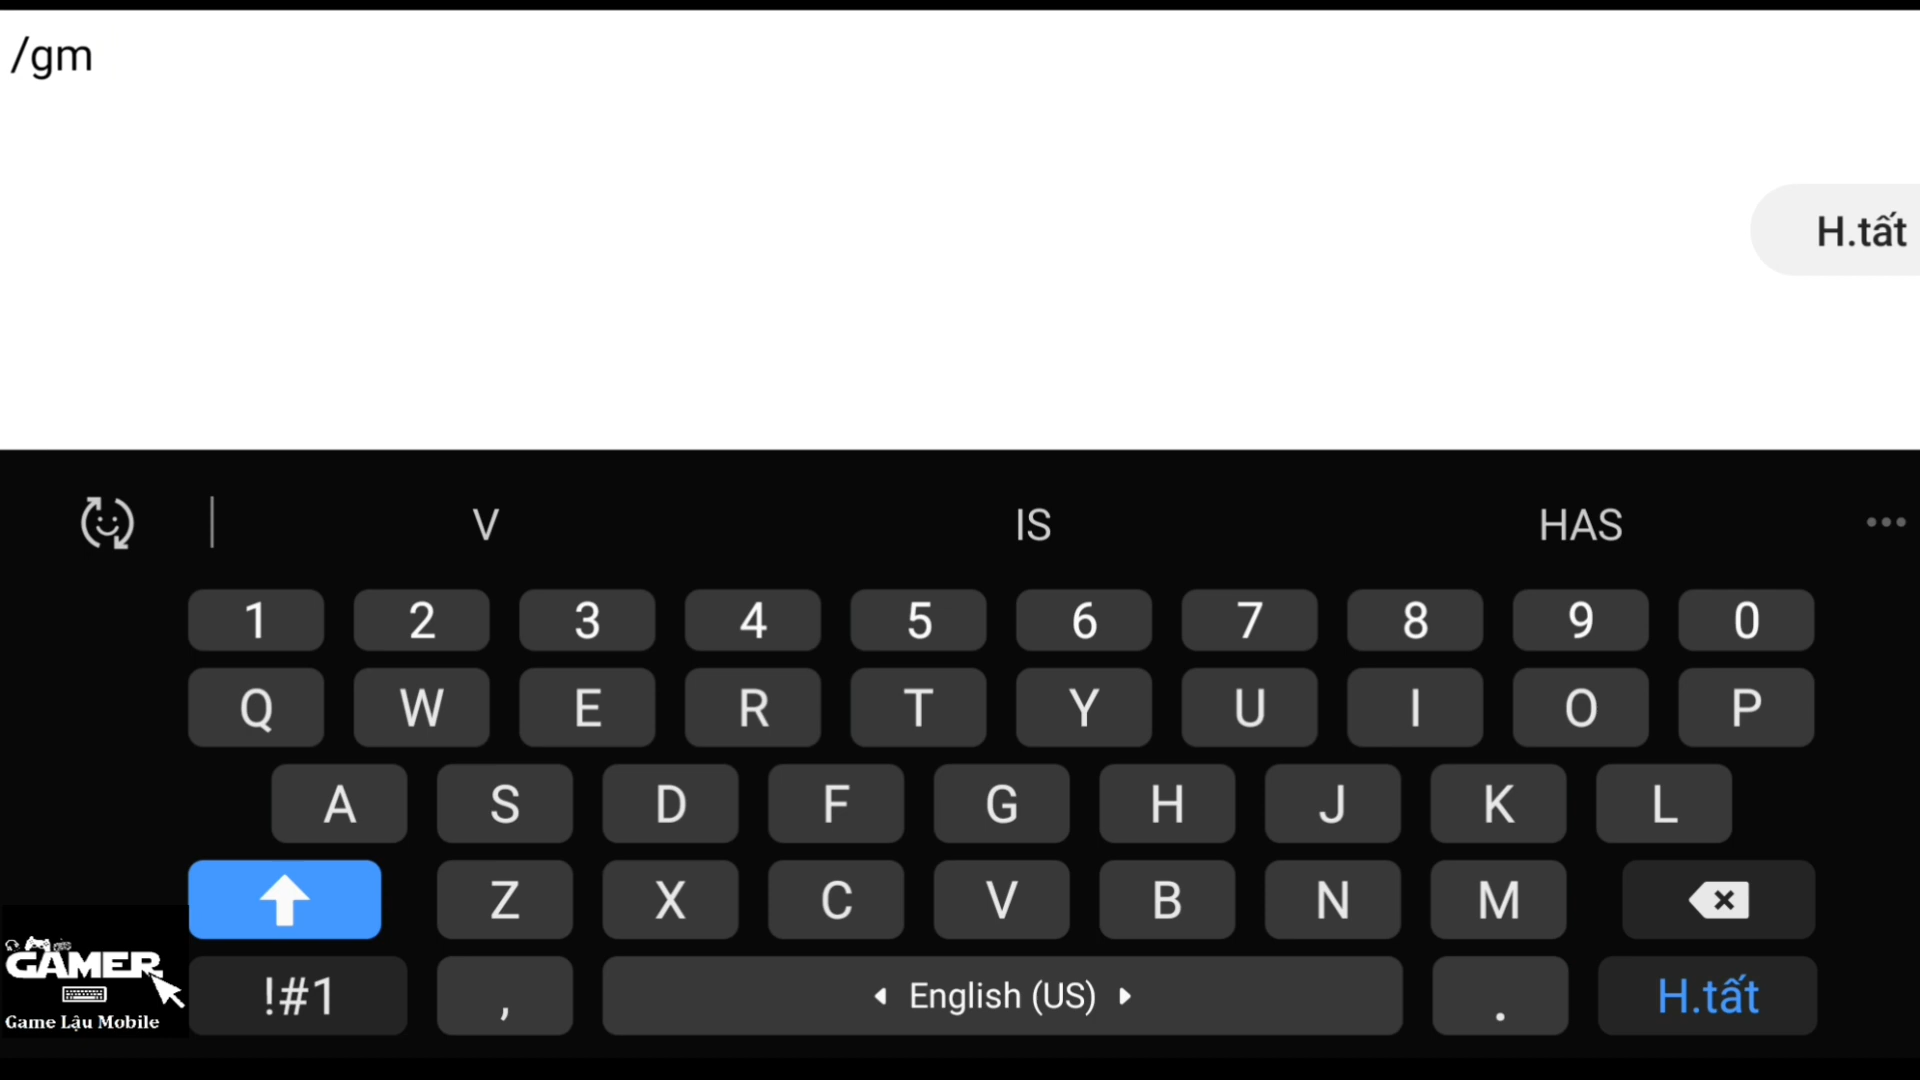 /gm
H.tất
V IS HAS
1 2 3 4 5 6 7 8 9 0
Q W E R T Y U I O P
A S D F G H J K L
Z X C V B N M
!#1 , English (US) . H.tất
GAMER
Game Lậu Mobile